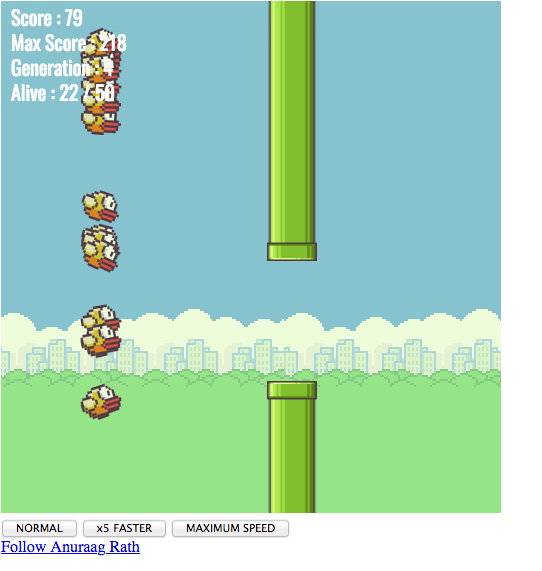 Score : 79
Max Score : 218
Generation : 4
Alive : 22 / 50
NORMAL x5 FASTER MAXIMUM SPEED
Follow Anuraag Rath